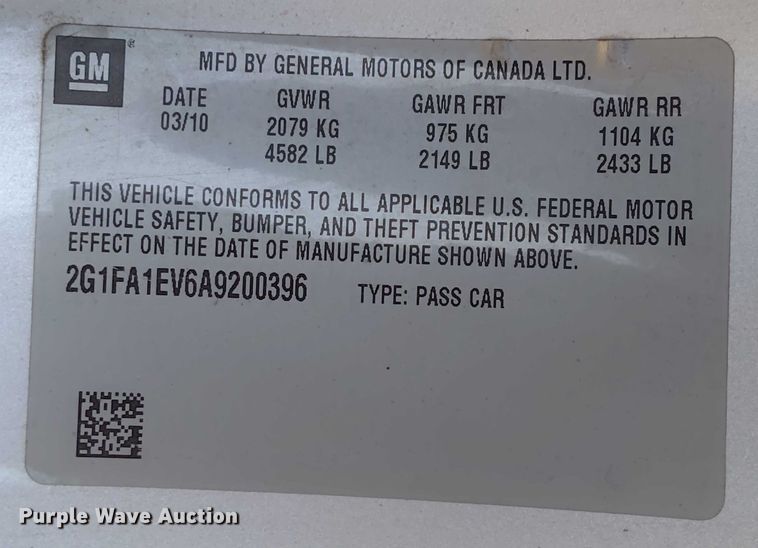 GM®
MFD BY GENERAL MOTORS OF CANADA LTD.
DATE GVWR GAWR FRT GAWR RR
03/10 2079 KG 975 KG 1104 KG
4582 LB 2149 LB 2433 LB
THIS VEHICLE CONFORMS TO ALL APPLICABLE U.S. FEDERAL MOTOR
VEHICLE SAFETY, BUMPER, AND THEFT PREVENTION STANDARDS IN
EFFECT ON THE DATE OF MANUFACTURE SHOWN ABOVE.
2G1FA1EV6A9200396 TYPE: PASS CAR
Purple Wave Auction